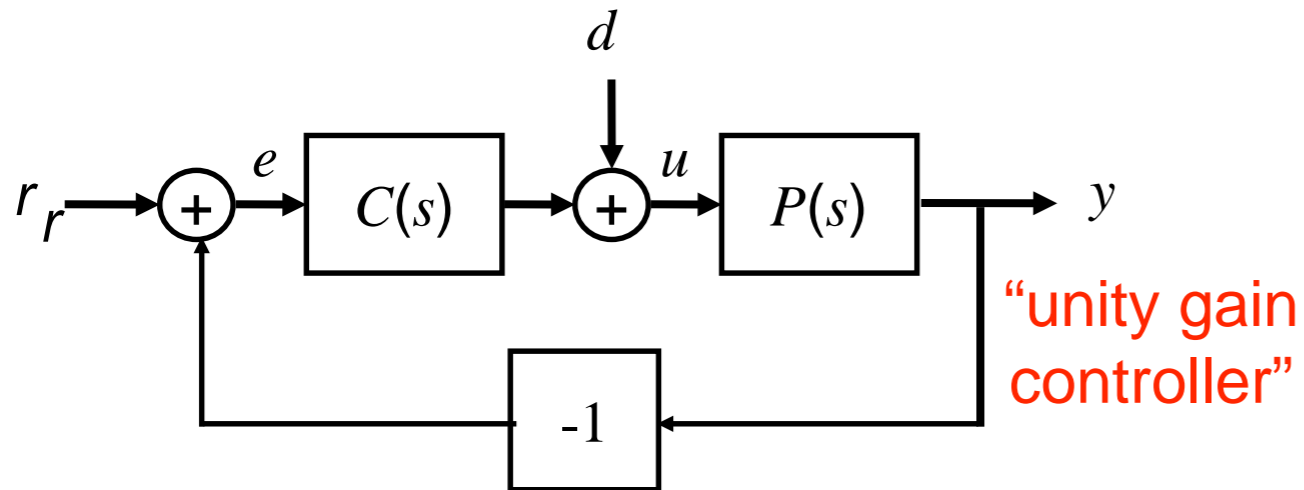 d
r r
+
e
C(s)
+
u
P(s)
y
"unity gain
controller"
-1